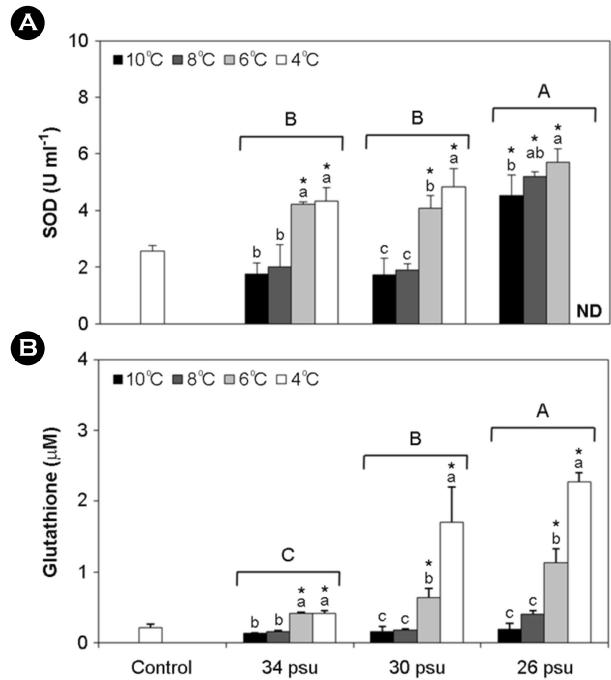 A
10
8
6
4
2
0
SOD (U ml⁻¹)
10°C 8°C 6°C 4°C
B B A
b b * a * a
c c * b * a
* b * ab * a
ND
B
4
3
2
1
0
Glutathione (μM)
10°C 8°C 6°C 4°C
C B A
b b * a * a
c c * b * a
c c * b * a
Control 34 psu 30 psu 26 psu